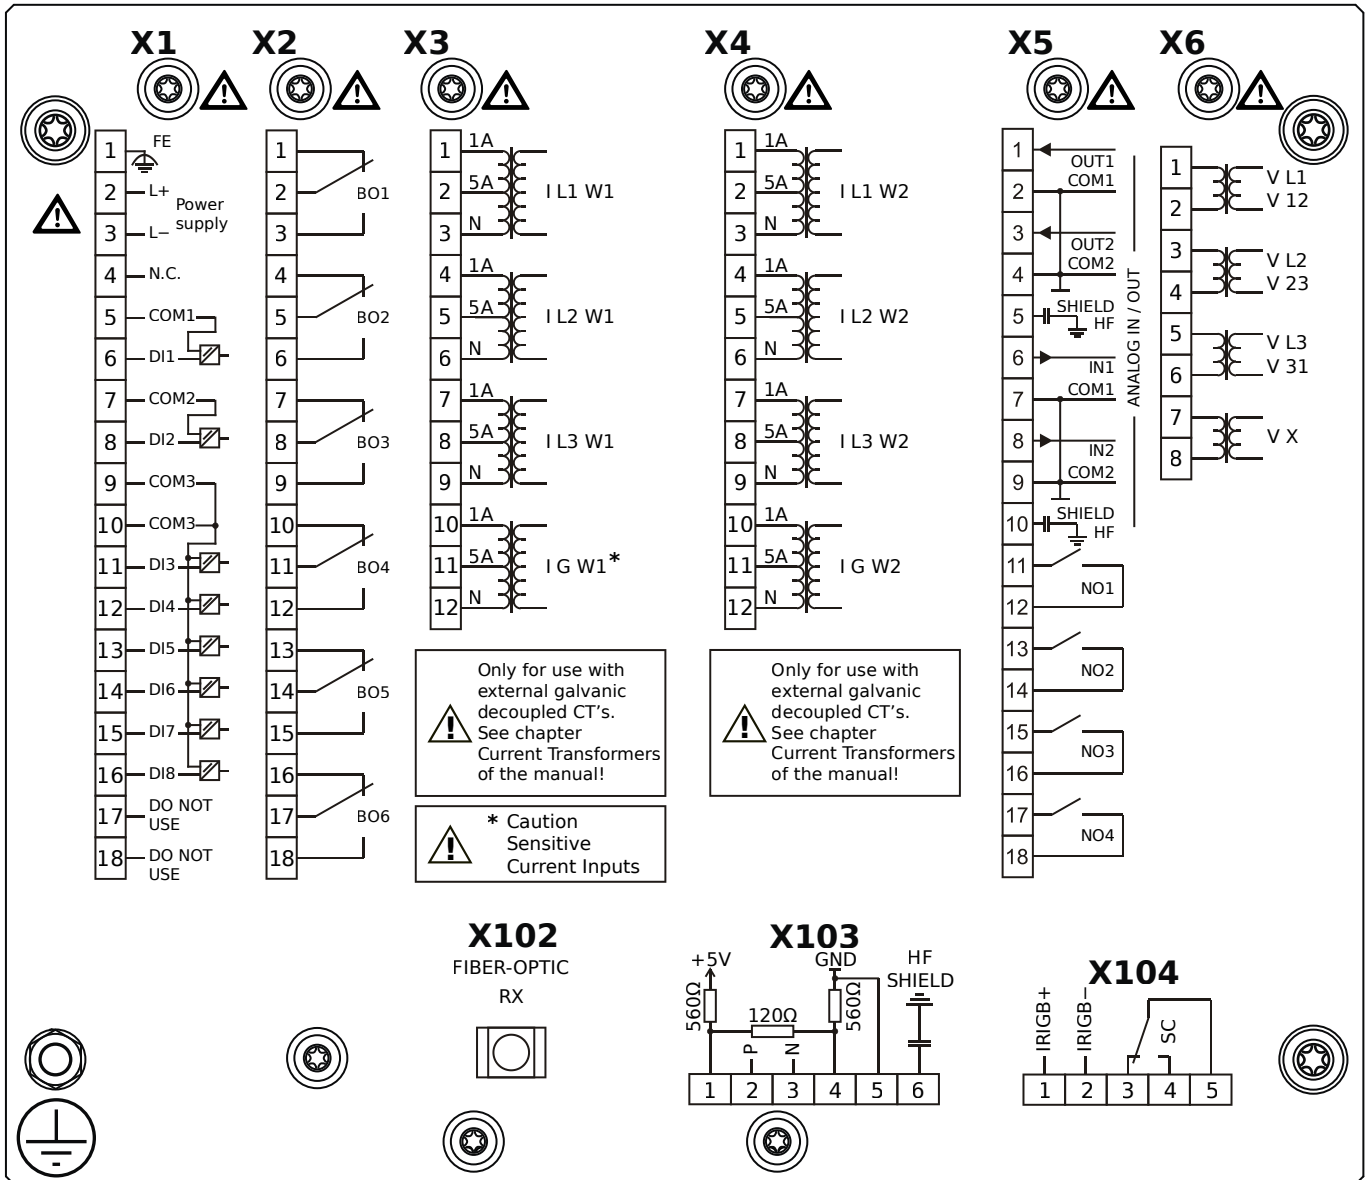 X1
X2
X3
X4
X5
X6
1
FE
2
L+
Power
supply
3
L−
4
N.C.
5
COM1
6
DI1
7
COM2
8
DI2
9
COM3
10
COM3
11
DI3
12
DI4
13
DI5
14
DI6
15
DI7
16
DI8
17
DO NOT
USE
18
DO NOT
USE
1
2
BO1
3
4
5
BO2
6
7
8
BO3
9
10
11
BO4
12
13
14
BO5
15
16
17
BO6
18
1
1A
2
5A
I L1 W1
3
N
4
1A
5
5A
I L2 W1
6
N
7
1A
8
5A
I L3 W1
9
N
10
1A
11
5A
I G W1*
12
N
Only for use with
external galvanic
decoupled CT's.
See chapter
Current Transformers
of the manual!
* Caution
Sensitive
Current Inputs
1
1A
2
5A
I L1 W2
3
N
4
1A
5
5A
I L2 W2
6
N
7
1A
8
5A
I L3 W2
9
N
10
1A
11
5A
I G W2
12
N
Only for use with
external galvanic
decoupled CT's.
See chapter
Current Transformers
of the manual!
1
OUT1
2
COM1
3
OUT2
4
COM2
5
SHIELD
HF
6
IN1
7
COM1
8
IN2
9
COM2
10
SHIELD
HF
ANALOG IN / OUT
11
NO1
12
13
NO2
14
15
NO3
16
17
NO4
18
1
V L1
2
V 12
3
V L2
4
V 23
5
V L3
6
V 31
7
V X
8
X102
FIBER-OPTIC
RX
X103
+5V
GND
HF
SHIELD
560Ω
120Ω
560Ω
P
N
1 2 3 4 5 6
X104
IRIGB+
IRIGB−
SC
1 2 3 4 5